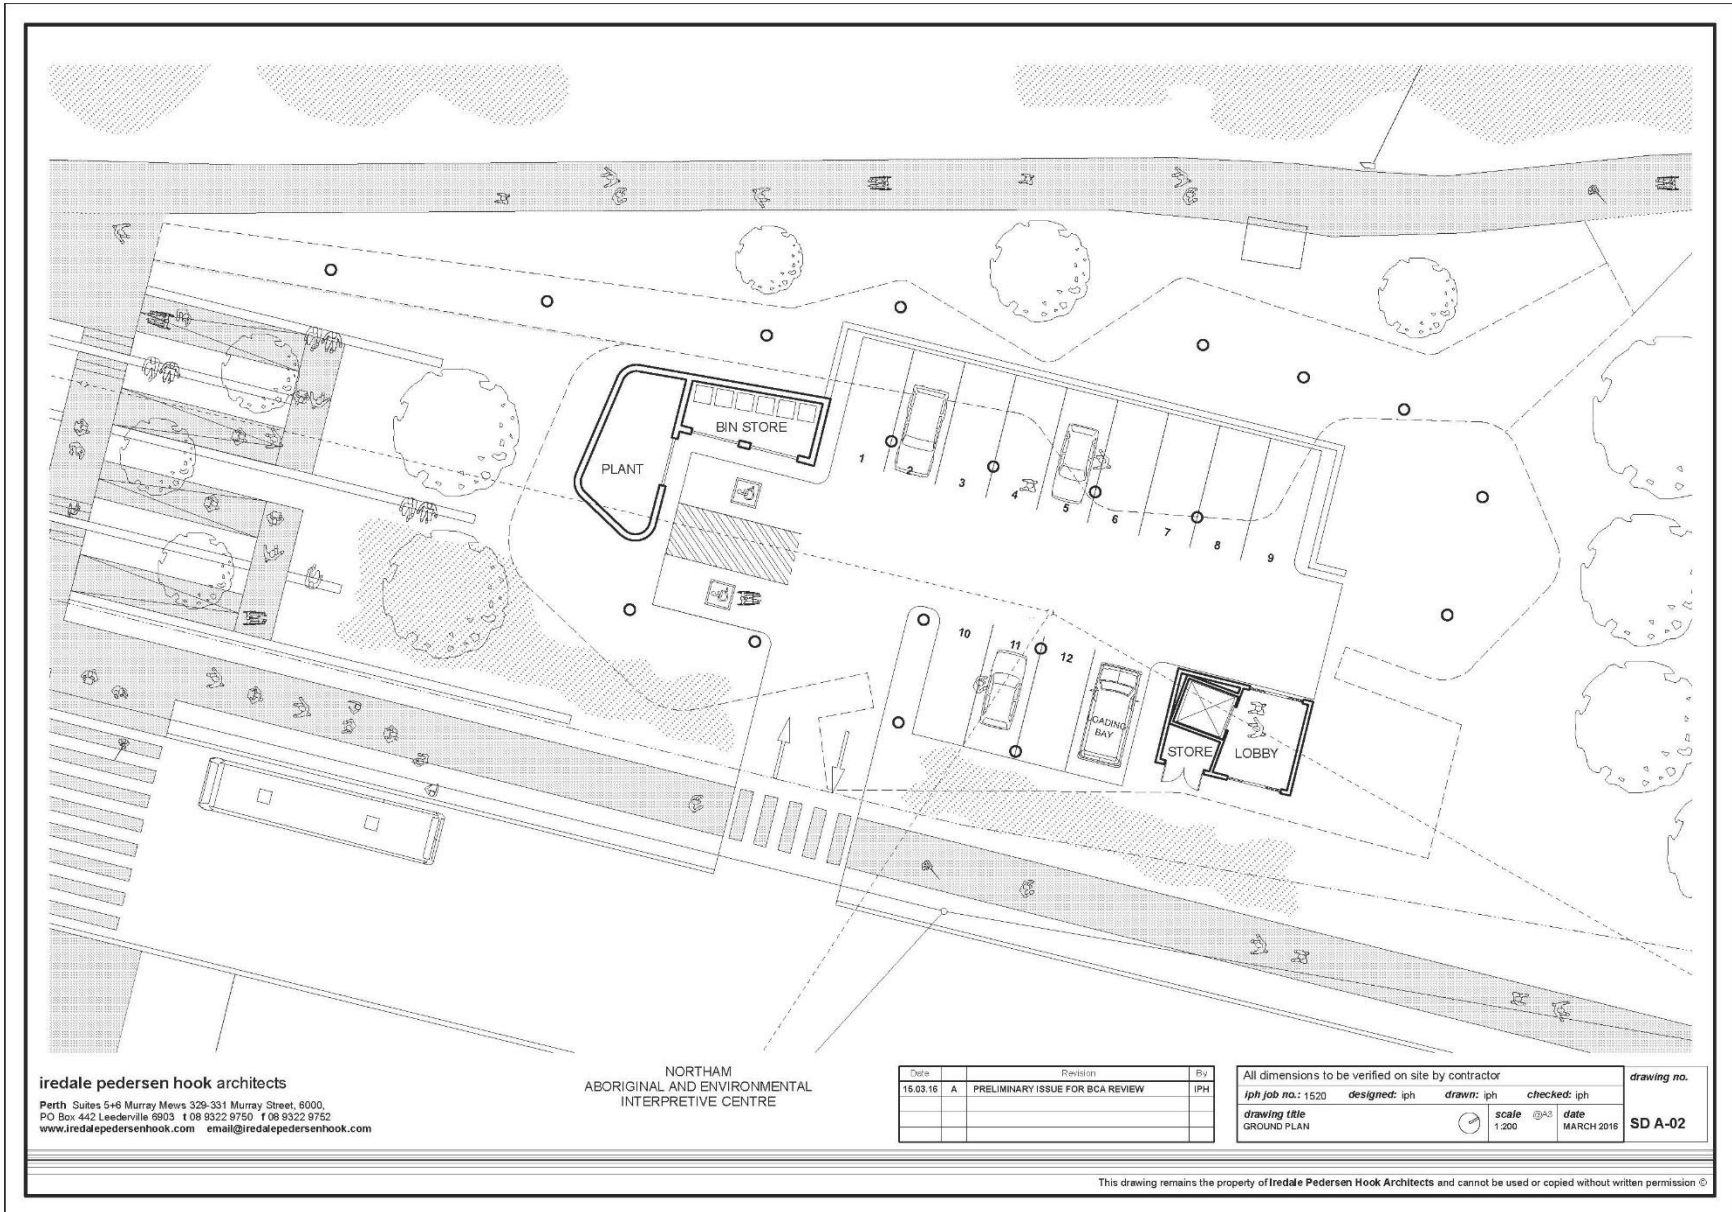 BIN STORE
PLANT
1
2
3
4
5
6
7
8
9
10
11
12
LOADING
BAY
STORE
LOBBY
iredale pedersen hook architects
Perth Suites 5+6 Murray Mews 329-331 Murray Street, 6000,
PO Box 442 Leederville 6903 t 08 9322 9750 f 08 9322 9752
www.iredalepedersenhook.com email@iredalepedersenhook.com
NORTHAM
ABORIGINAL AND ENVIRONMENTAL
INTERPRETIVE CENTRE
Date Revision By
15.03.16 A PRELIMINARY ISSUE FOR BCA REVIEW IPH
All dimensions to be verified on site by contractor
iph job no.: 1520 designed: iph drawn: iph checked: iph
drawing title scale @A3 date
GROUND PLAN 1:200 MARCH 2016
drawing no.
SD A-02
This drawing remains the property of Iredale Pedersen Hook Architects and cannot be used or copied without written permission ©